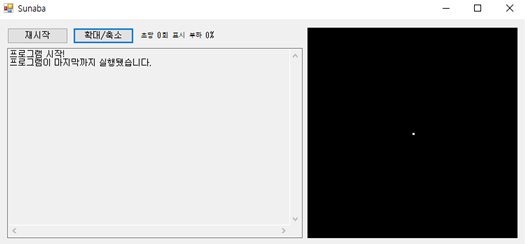 Sunaba
재시작
확대/축소
초당 0회 표시 부하 0%
프로그램 시작!
프로그램이 마지막까지 실행됐습니다.